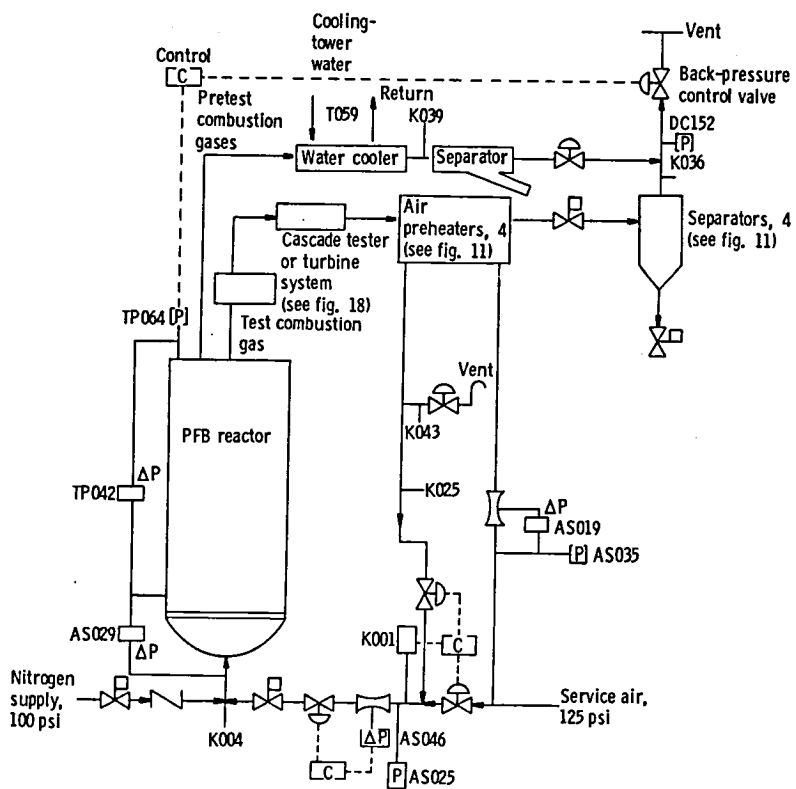 Cooling-
tower
water
Vent
Control
C
Back-pressure
control valve
Pretest
combustion
gases
T059
Return
K039
DC152
[P]
K036
Water cooler
Separator
Air
preheaters, 4
(see fig. 11)
Separators, 4
(see fig. 11)
Cascade tester
or turbine
system
(see fig. 18)
TP064 [P]
Test combustion
gas
Vent
PFB reactor
K043
ΔP
TP042
K025
ΔP
AS019
[P] AS035
AS029
ΔP
K001
C
Nitrogen
supply,
100 psi
Service air,
125 psi
K004
ΔP
AS046
C
P
AS025